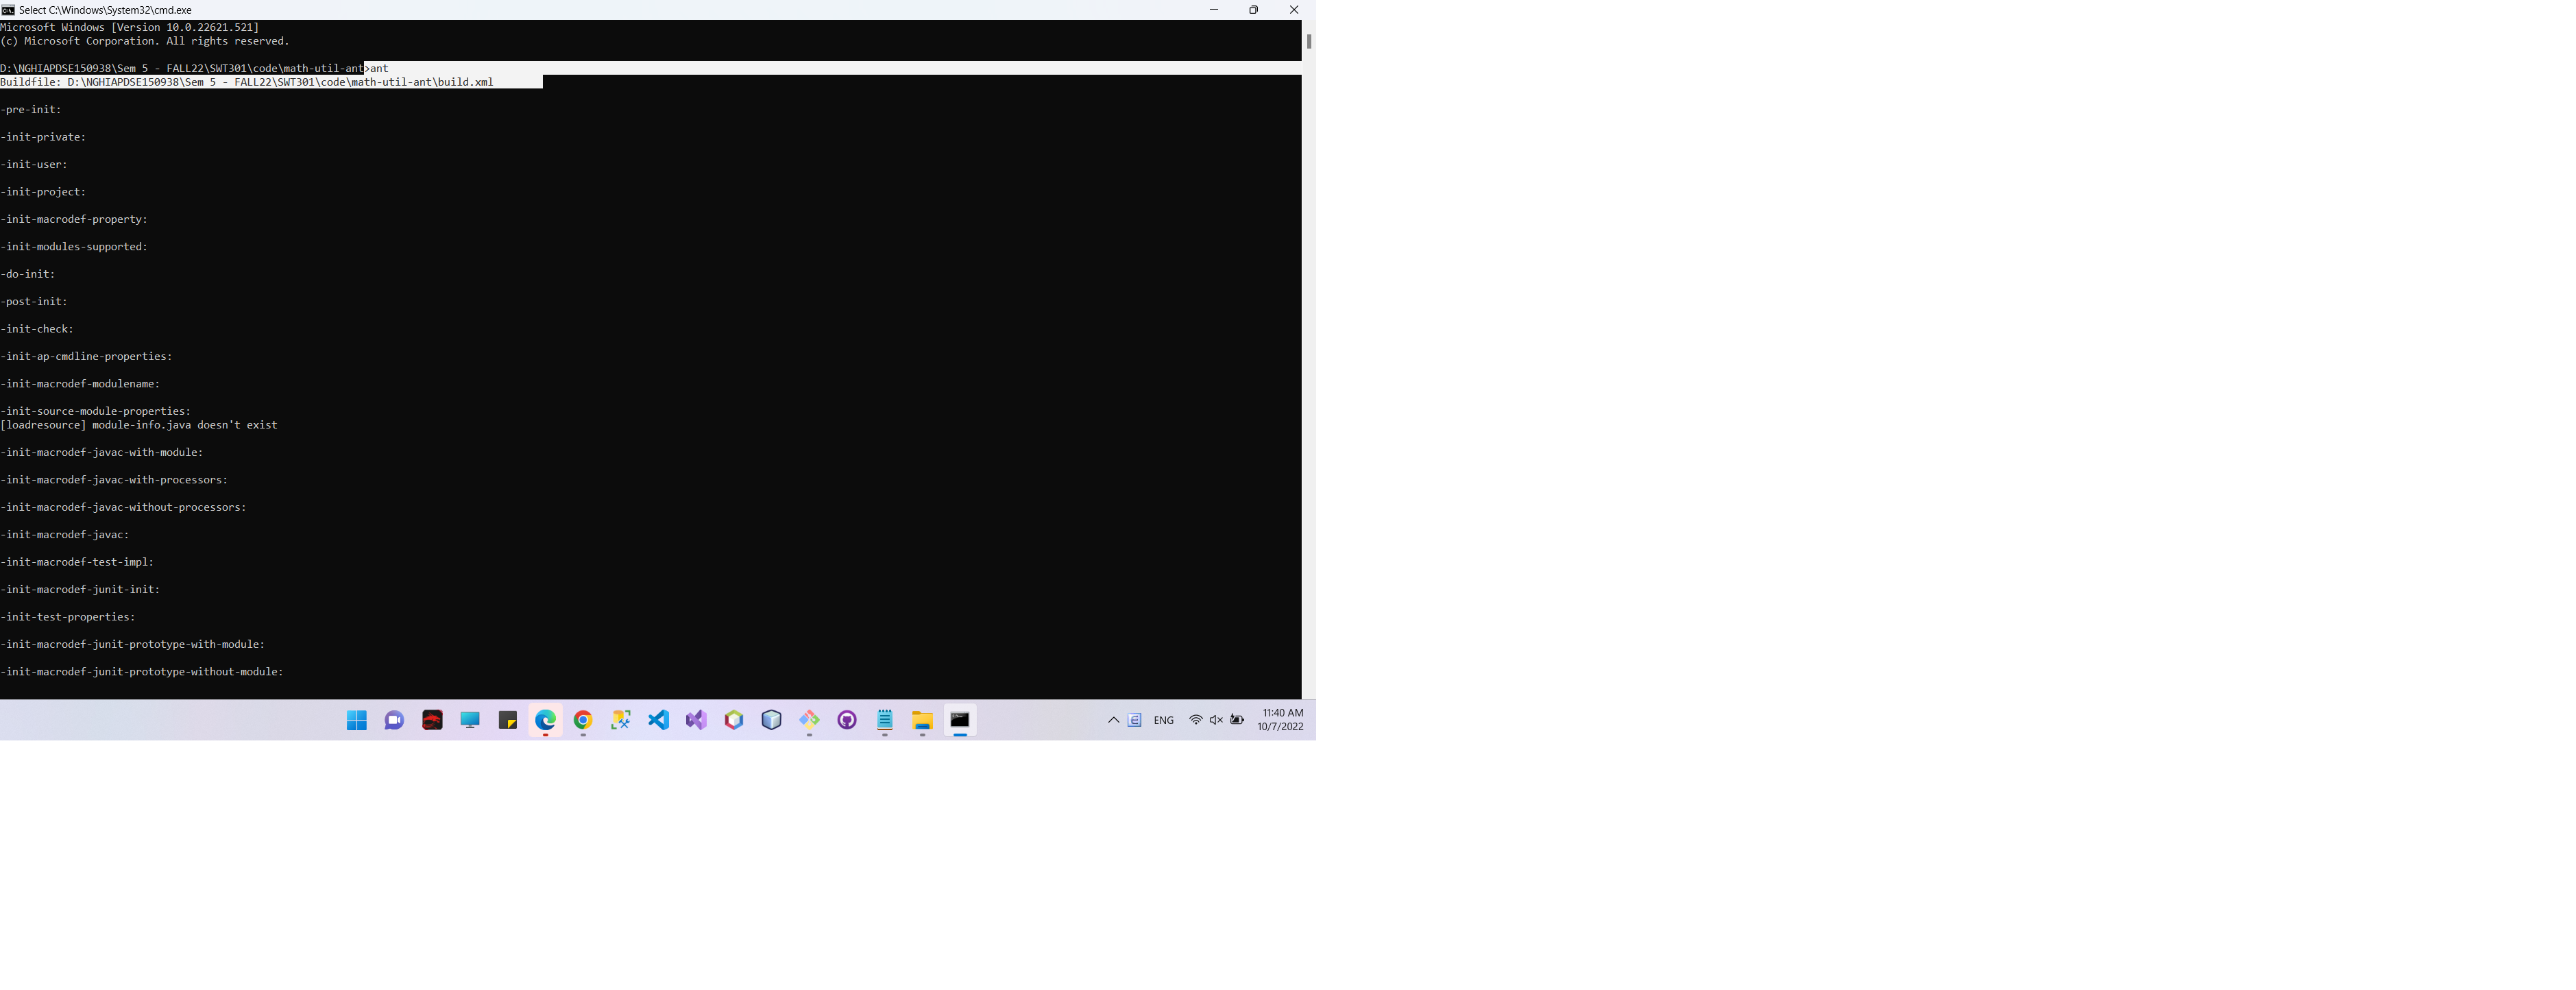 Select C:\Windows\System32\cmd.exe
Microsoft Windows [Version 10.0.22621.521]
(c) Microsoft Corporation. All rights reserved.
D:\NGHIAPDSE150938\Sem 5 - FALL22\SWT301\code\math-util-ant>ant
Buildfile: D:\NGHIAPDSE150938\Sem 5 - FALL22\SWT301\code\math-util-ant\build.xml
-pre-init:
-init-private:
-init-user:
-init-project:
-init-macrodef-property:
-init-modules-supported:
-do-init:
-post-init:
-init-check:
-init-ap-cmdline-properties:
-init-macrodef-modulename:
-init-source-module-properties:
[loadresource] module-info.java doesn't exist
-init-macrodef-javac-with-module:
-init-macrodef-javac-with-processors:
-init-macrodef-javac-without-processors:
-init-macrodef-javac:
-init-macrodef-test-impl:
-init-macrodef-junit-init:
-init-test-properties:
-init-macrodef-junit-prototype-with-module:
-init-macrodef-junit-prototype-without-module:
ENG
11:40 AM
10/7/2022